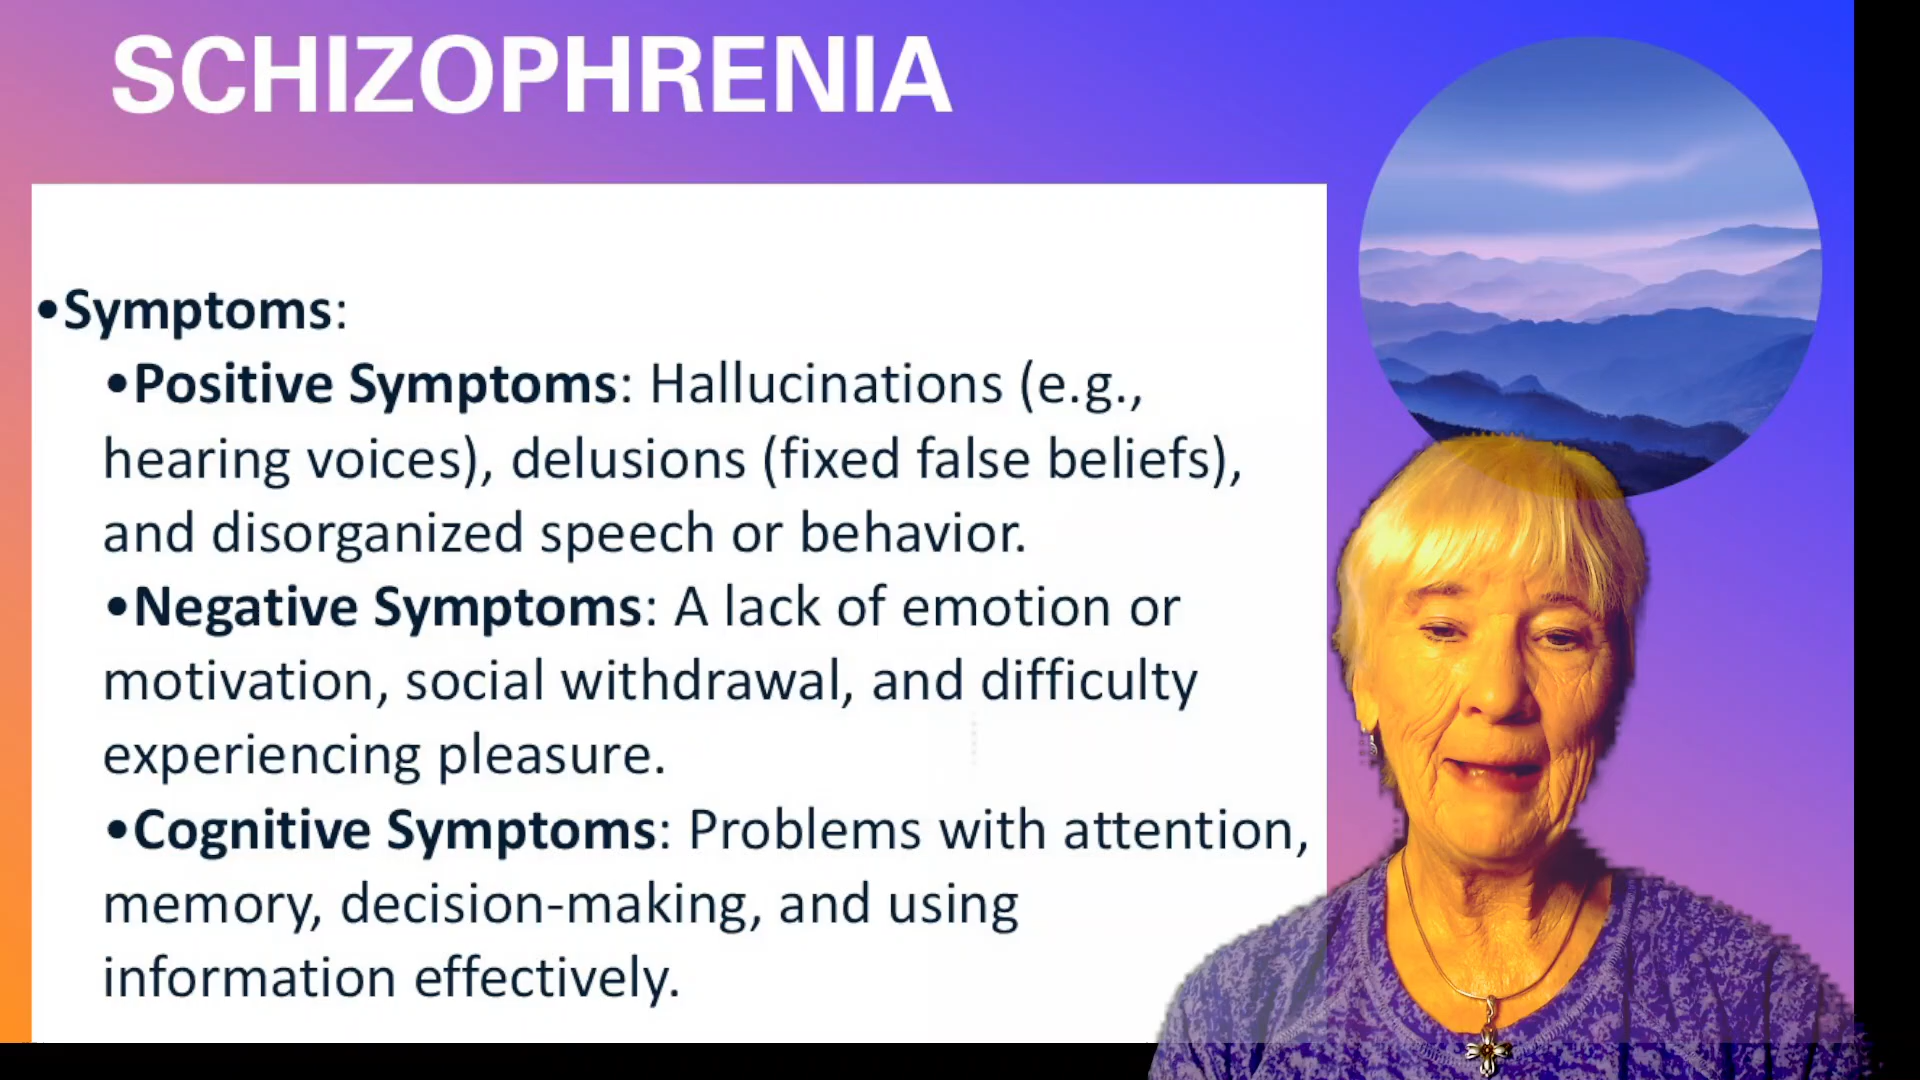 SCHIZOPHRENIA
•Symptoms:
•Positive Symptoms: Hallucinations (e.g.,
hearing voices), delusions (fixed false beliefs),
and disorganized speech or behavior.
•Negative Symptoms: A lack of emotion or
motivation, social withdrawal, and difficulty
experiencing pleasure.
•Cognitive Symptoms: Problems with attention,
memory, decision-making, and using
information effectively.